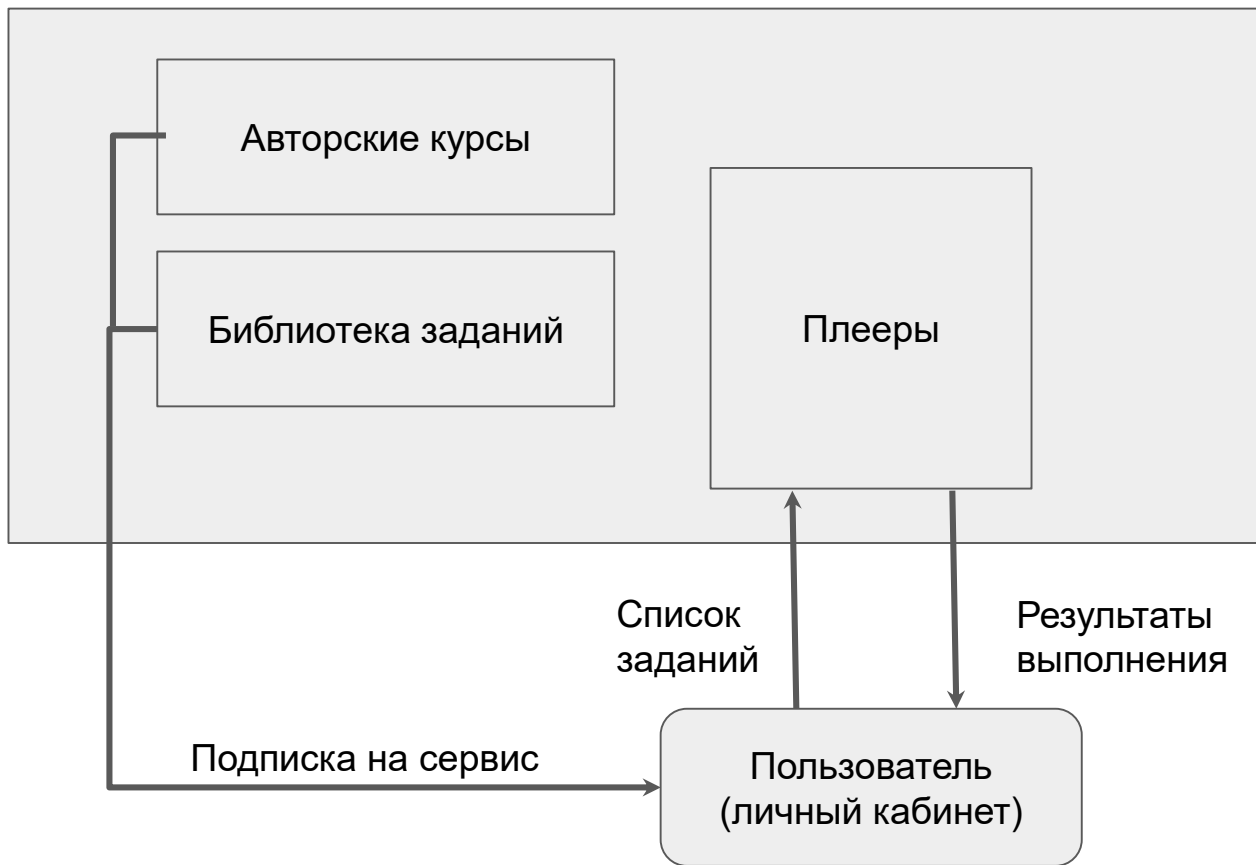 Авторские курсы
Библиотека заданий
Плееры
Список
заданий
Результаты
выполнения
Подписка на сервис
Пользователь
(личный кабинет)